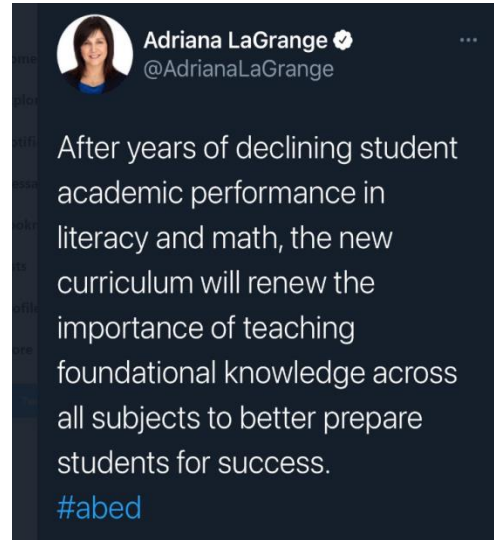 Adriana LaGrange
@AdrianaLaGrange
After years of declining student
academic performance in
literacy and math, the new
curriculum will renew the
importance of teaching
foundational knowledge across
all subjects to better prepare
students for success.
#abed